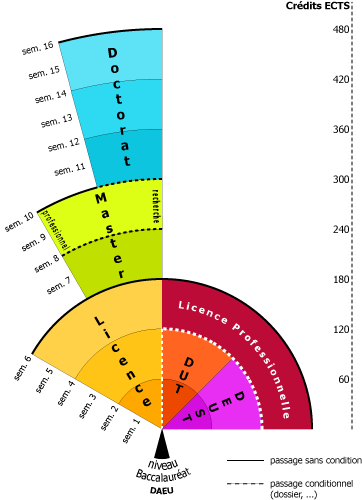 Crédits ECTS
480
420
360
300
240
180
120
60
sem. 16
sem. 15
sem. 14
sem. 13
sem. 12
sem. 11
Doctorat
sem. 10
sem. 9
sem. 8
sem. 7
professionnel
Master
recherche
sem. 6
sem. 5
sem. 4
sem. 3
sem. 2
sem. 1
Licence
Licence Professionnelle
DUT
DEUST
niveau
Baccalauréat
DAEU
passage sans condition
passage conditionnel
(dossier, ...)